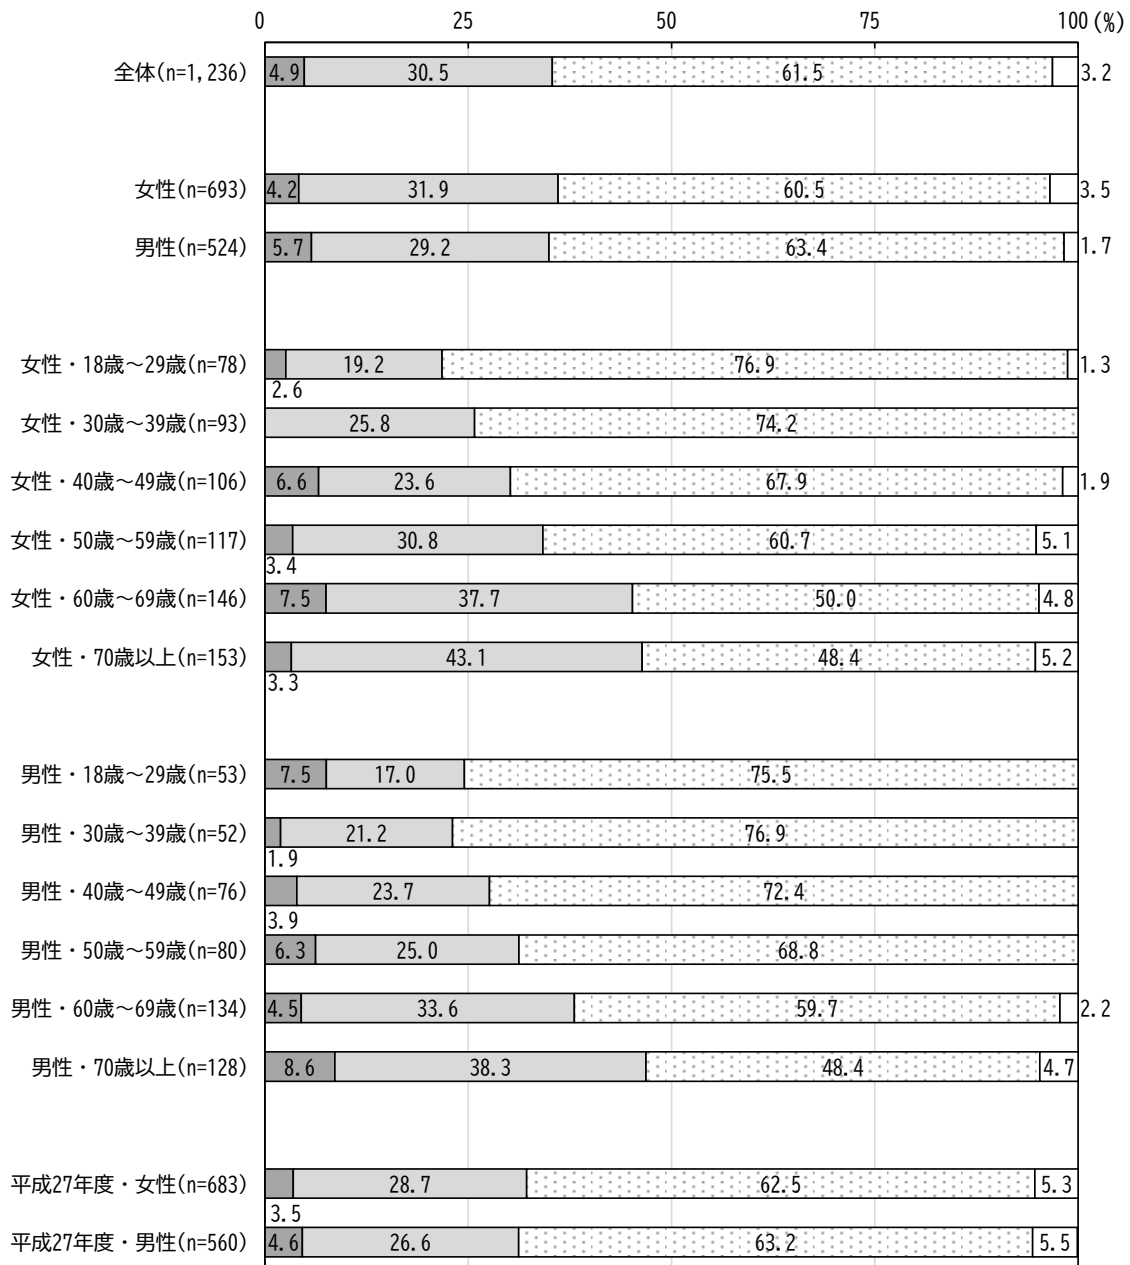 0 25 50 75 100 (%)
全体(n=1,236) 4.9 30.5 61.5 3.2
女性(n=693) 4.2 31.9 60.5 3.5
男性(n=524) 5.7 29.2 63.4 1.7
女性・18歳～29歳(n=78) 19.2 76.9 1.3
2.6
女性・30歳～39歳(n=93) 25.8 74.2
女性・40歳～49歳(n=106) 6.6 23.6 67.9 1.9
女性・50歳～59歳(n=117) 30.8 60.7 5.1
3.4
女性・60歳～69歳(n=146) 7.5 37.7 50.0 4.8
女性・70歳以上(n=153) 43.1 48.4 5.2
3.3
男性・18歳～29歳(n=53) 7.5 17.0 75.5
男性・30歳～39歳(n=52) 21.2 76.9
1.9
男性・40歳～49歳(n=76) 23.7 72.4
3.9
男性・50歳～59歳(n=80) 6.3 25.0 68.8
男性・60歳～69歳(n=134) 4.5 33.6 59.7 2.2
男性・70歳以上(n=128) 8.6 38.3 48.4 4.7
平成27年度・女性(n=683) 28.7 62.5 5.3
3.5
平成27年度・男性(n=560) 4.6 26.6 63.2 5.5